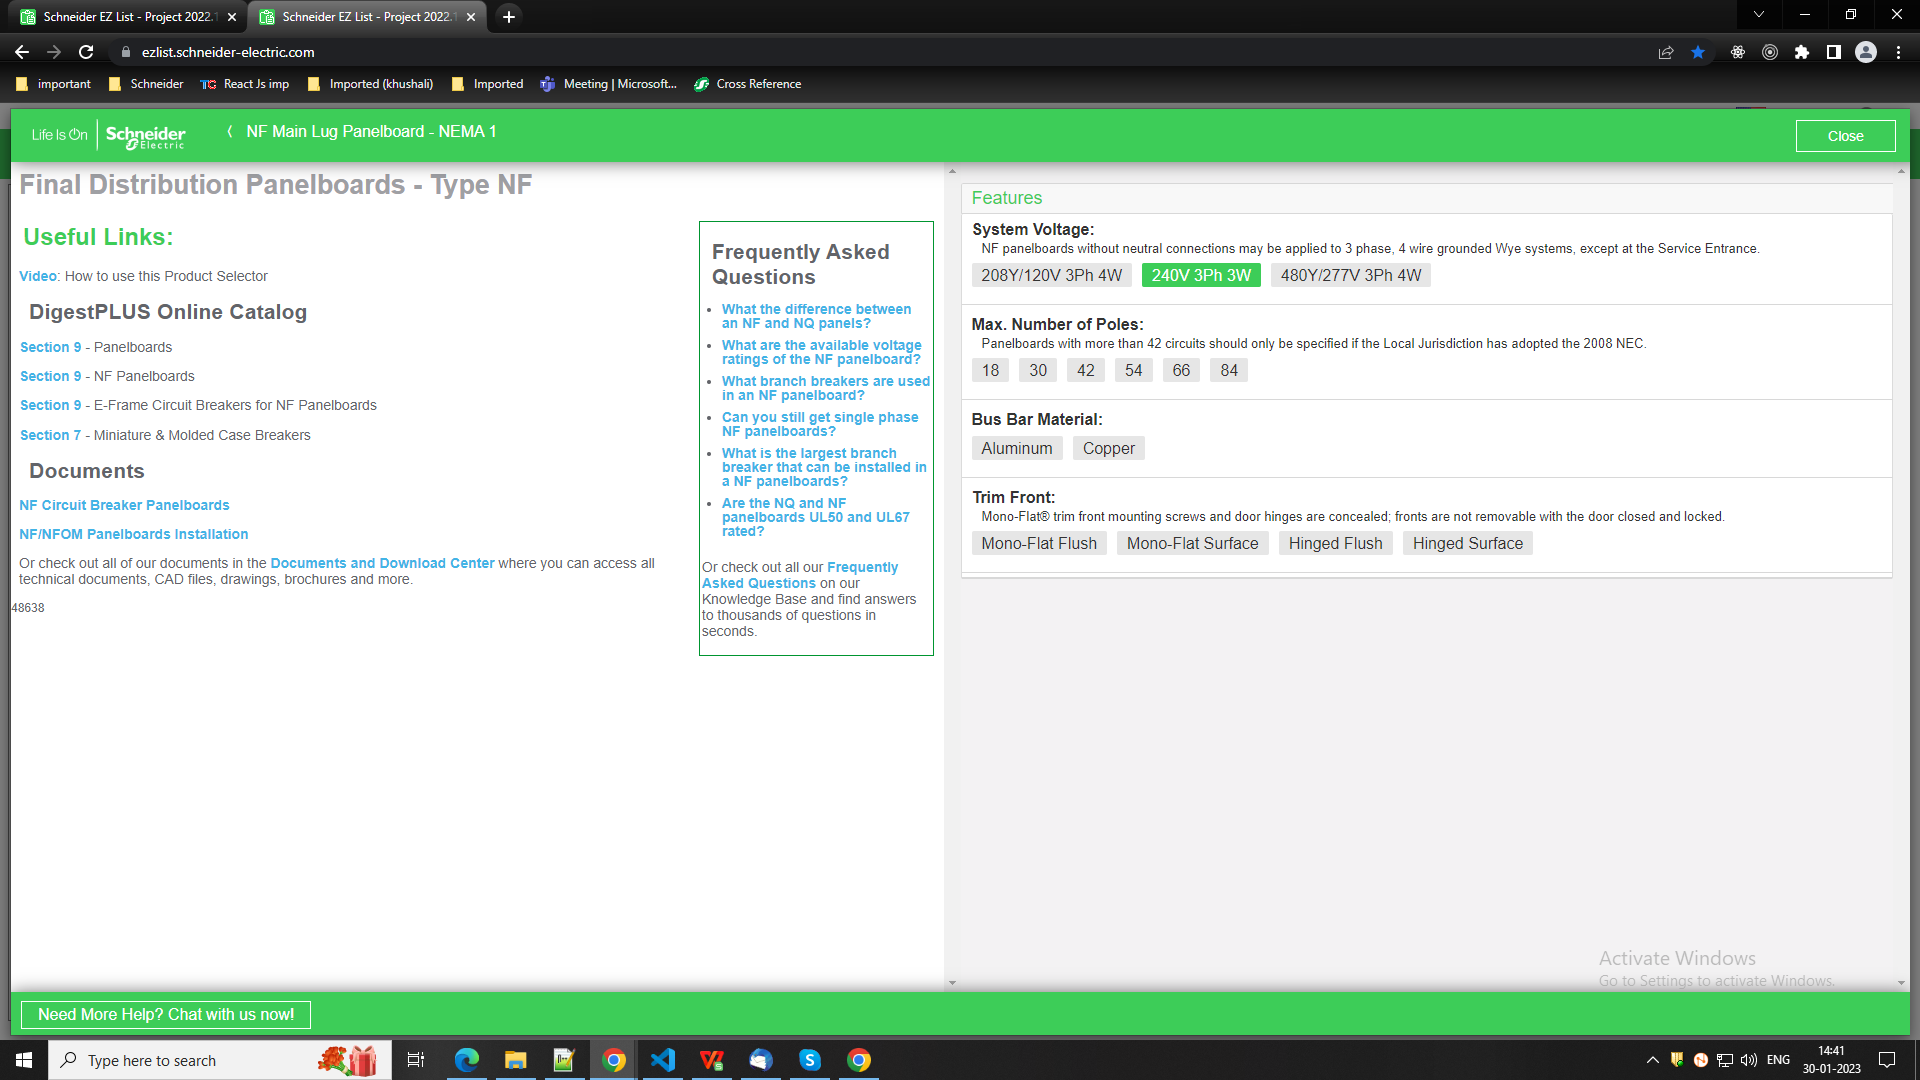 Schneider EZ List - Project 2022.1
Schneider EZ List - Project 2022.1
ezlist.schneider-electric.com
important
Schneider
React Js imp
Imported (khushali)
Imported
Meeting | Microsoft...
Cross Reference
Life Is On
Schneider
Electric
NF Main Lug Panelboard - NEMA 1
Close
Final Distribution Panelboards - Type NF
Useful Links:
Video: How to use this Product Selector
DigestPLUS Online Catalog
Section 9 - Panelboards
Section 9 - NF Panelboards
Section 9 - E-Frame Circuit Breakers for NF Panelboards
Section 7 - Miniature & Molded Case Breakers
Documents
NF Circuit Breaker Panelboards
NF/NFOM Panelboards Installation
Or check out all of our documents in the Documents and Download Center where you can access all
technical documents, CAD files, drawings, brochures and more.
48638
Frequently Asked
Questions
• What the difference between
an NF and NQ panels?
• What are the available voltage
ratings of the NF panelboard?
• What branch breakers are used
in an NF panelboard?
• Can you still get single phase
NF panelboards?
• What is the largest branch
breaker that can be installed in
a NF panelboards?
• Are the NQ and NF
panelboards UL50 and UL67
rated?
Or check out all our Frequently
Asked Questions on our
Knowledge Base and find answers
to thousands of questions in
seconds.
Features
System Voltage:
NF panelboards without neutral connections may be applied to 3 phase, 4 wire grounded Wye systems, except at the Service Entrance.
208Y/120V 3Ph 4W 240V 3Ph 3W 480Y/277V 3Ph 4W
Max. Number of Poles:
Panelboards with more than 42 circuits should only be specified if the Local Jurisdiction has adopted the 2008 NEC.
18 30 42 54 66 84
Bus Bar Material:
Aluminum Copper
Trim Front:
Mono-Flat® trim front mounting screws and door hinges are concealed; fronts are not removable with the door closed and locked.
Mono-Flat Flush Mono-Flat Surface Hinged Flush Hinged Surface
Activate Windows
Go to Settings to activate Windows.
Need More Help? Chat with us now!
Type here to search
ENG
14:41
30-01-2023